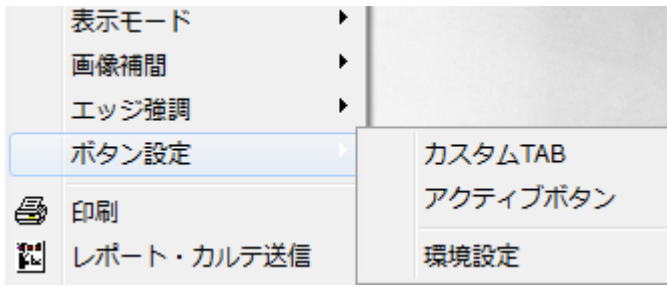 表示モード
画像補間
エッジ強調
ボタン設定
印刷
レポート・カルテ送信
カスタムTAB
アクティブボタン
環境設定